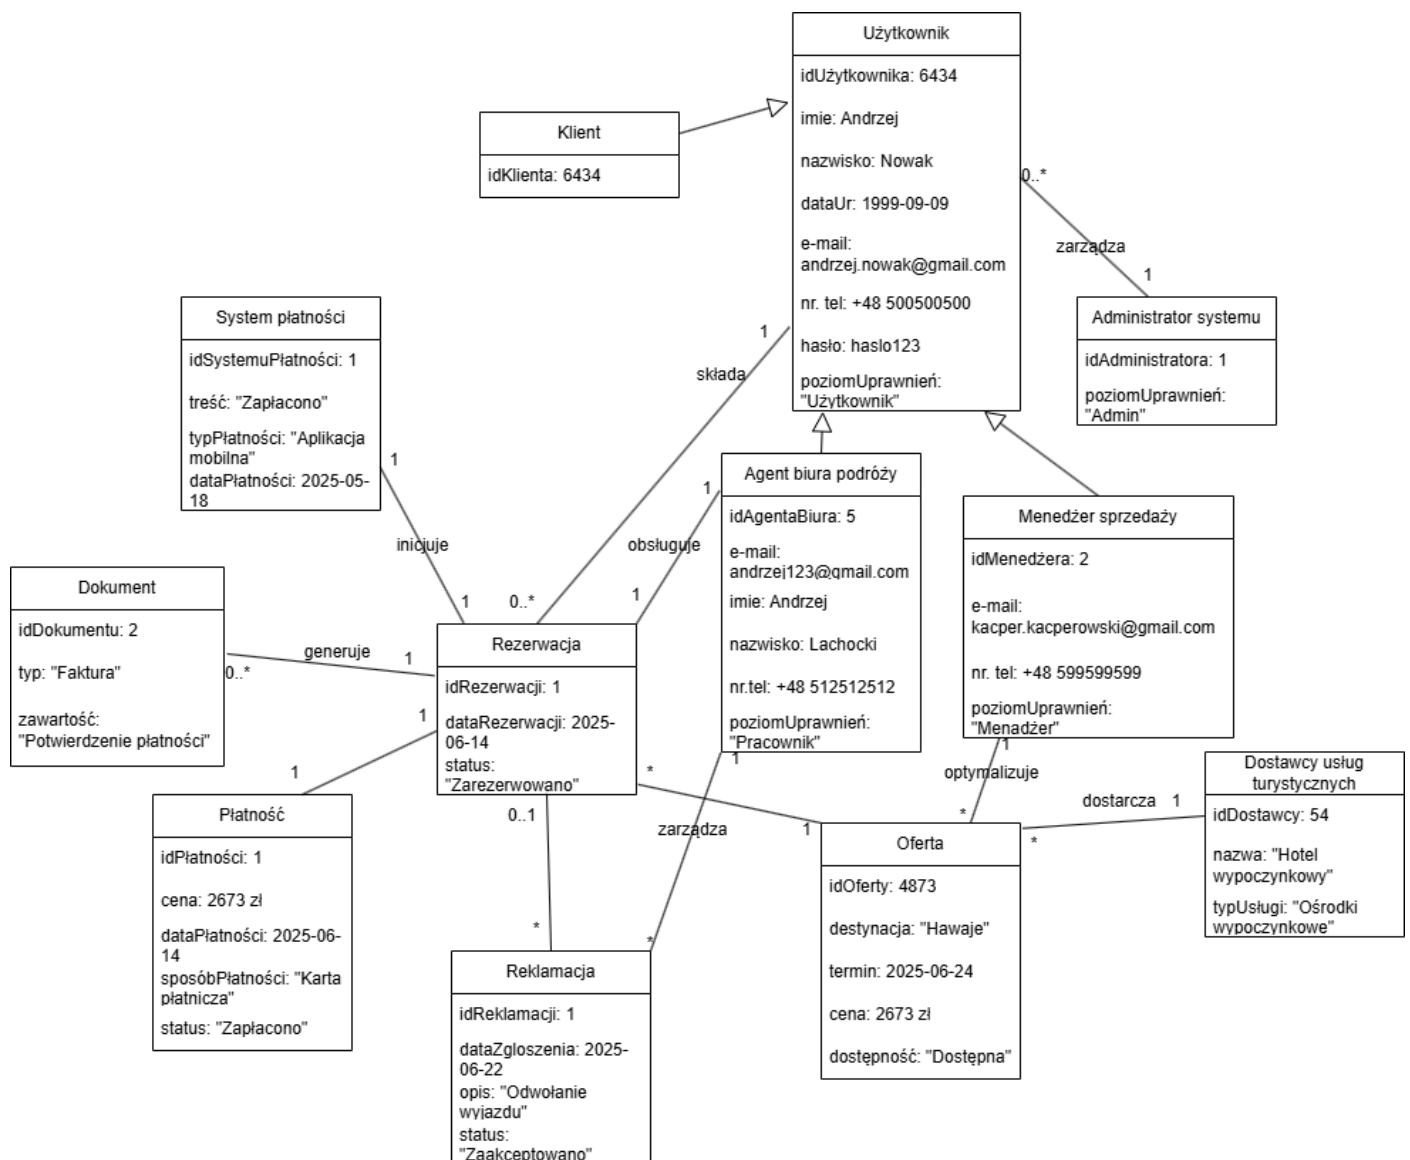 Użytkownik
idUżytkownika: 6434
imie: Andrzej
nazwisko: Nowak
dataUr: 1999-09-09
e-mail:
andrzej.nowak@gmail.com
nr. tel: +48 500500500
hasło: haslo123
poziomUprawnień:
"Użytkownik"
Klient
idKlienta: 6434
0..*
zarządza
1
Administrator systemu
idAdministratora: 1
poziomUprawnień:
"Admin"
System płatności
idSystemuPłatności: 1
treść: "Zapłacono"
typPłatności: "Aplikacja
mobilna"
dataPłatności: 2025-05-
18
1
składa
0..*
1
inicjuje
1
1
obsługuje
1
Agent biura podróży
idAgentaBiura: 5
e-mail:
andrzej123@gmail.com
imie: Andrzej
nazwisko: Lachocki
nr.tel: +48 512512512
poziomUprawnień:
"Pracownik"
Menedżer sprzedaży
idMenedżera: 2
e-mail:
kacper.kacperowski@gmail.com
nr. tel: +48 599599599
poziomUprawnień:
"Menadżer"
Dokument
idDokumentu: 2
typ: "Faktura"
zawartość:
"Potwierdzenie płatności"
generuje
1
0..*
Rezerwacja
idRezerwacji: 1
dataRezerwacji: 2025-
06-14
status:
"Zarezerwowano"
1
1
Płatność
idPłatności: 1
cena: 2673 zł
dataPłatności: 2025-06-
14
sposóbPłatności: "Karta
płatnicza"
status: "Zapłacono"
0..1
*
1
zarządza
*
*
1
1
optymalizuje
*
dostarcza
1
*
Dostawcy usług
turystycznych
idDostawcy: 54
nazwa: "Hotel
wypoczynkowy"
typUsługi: "Ośrodki
wypoczynkowe"
Oferta
idOferty: 4873
destynacja: "Hawaje"
termin: 2025-06-24
cena: 2673 zł
dostępność: "Dostępna"
Reklamacja
idReklamacji: 1
dataZgloszenia: 2025-
06-22
opis: "Odwołanie
wyjazdu"
status:
"Zaakceptowano"